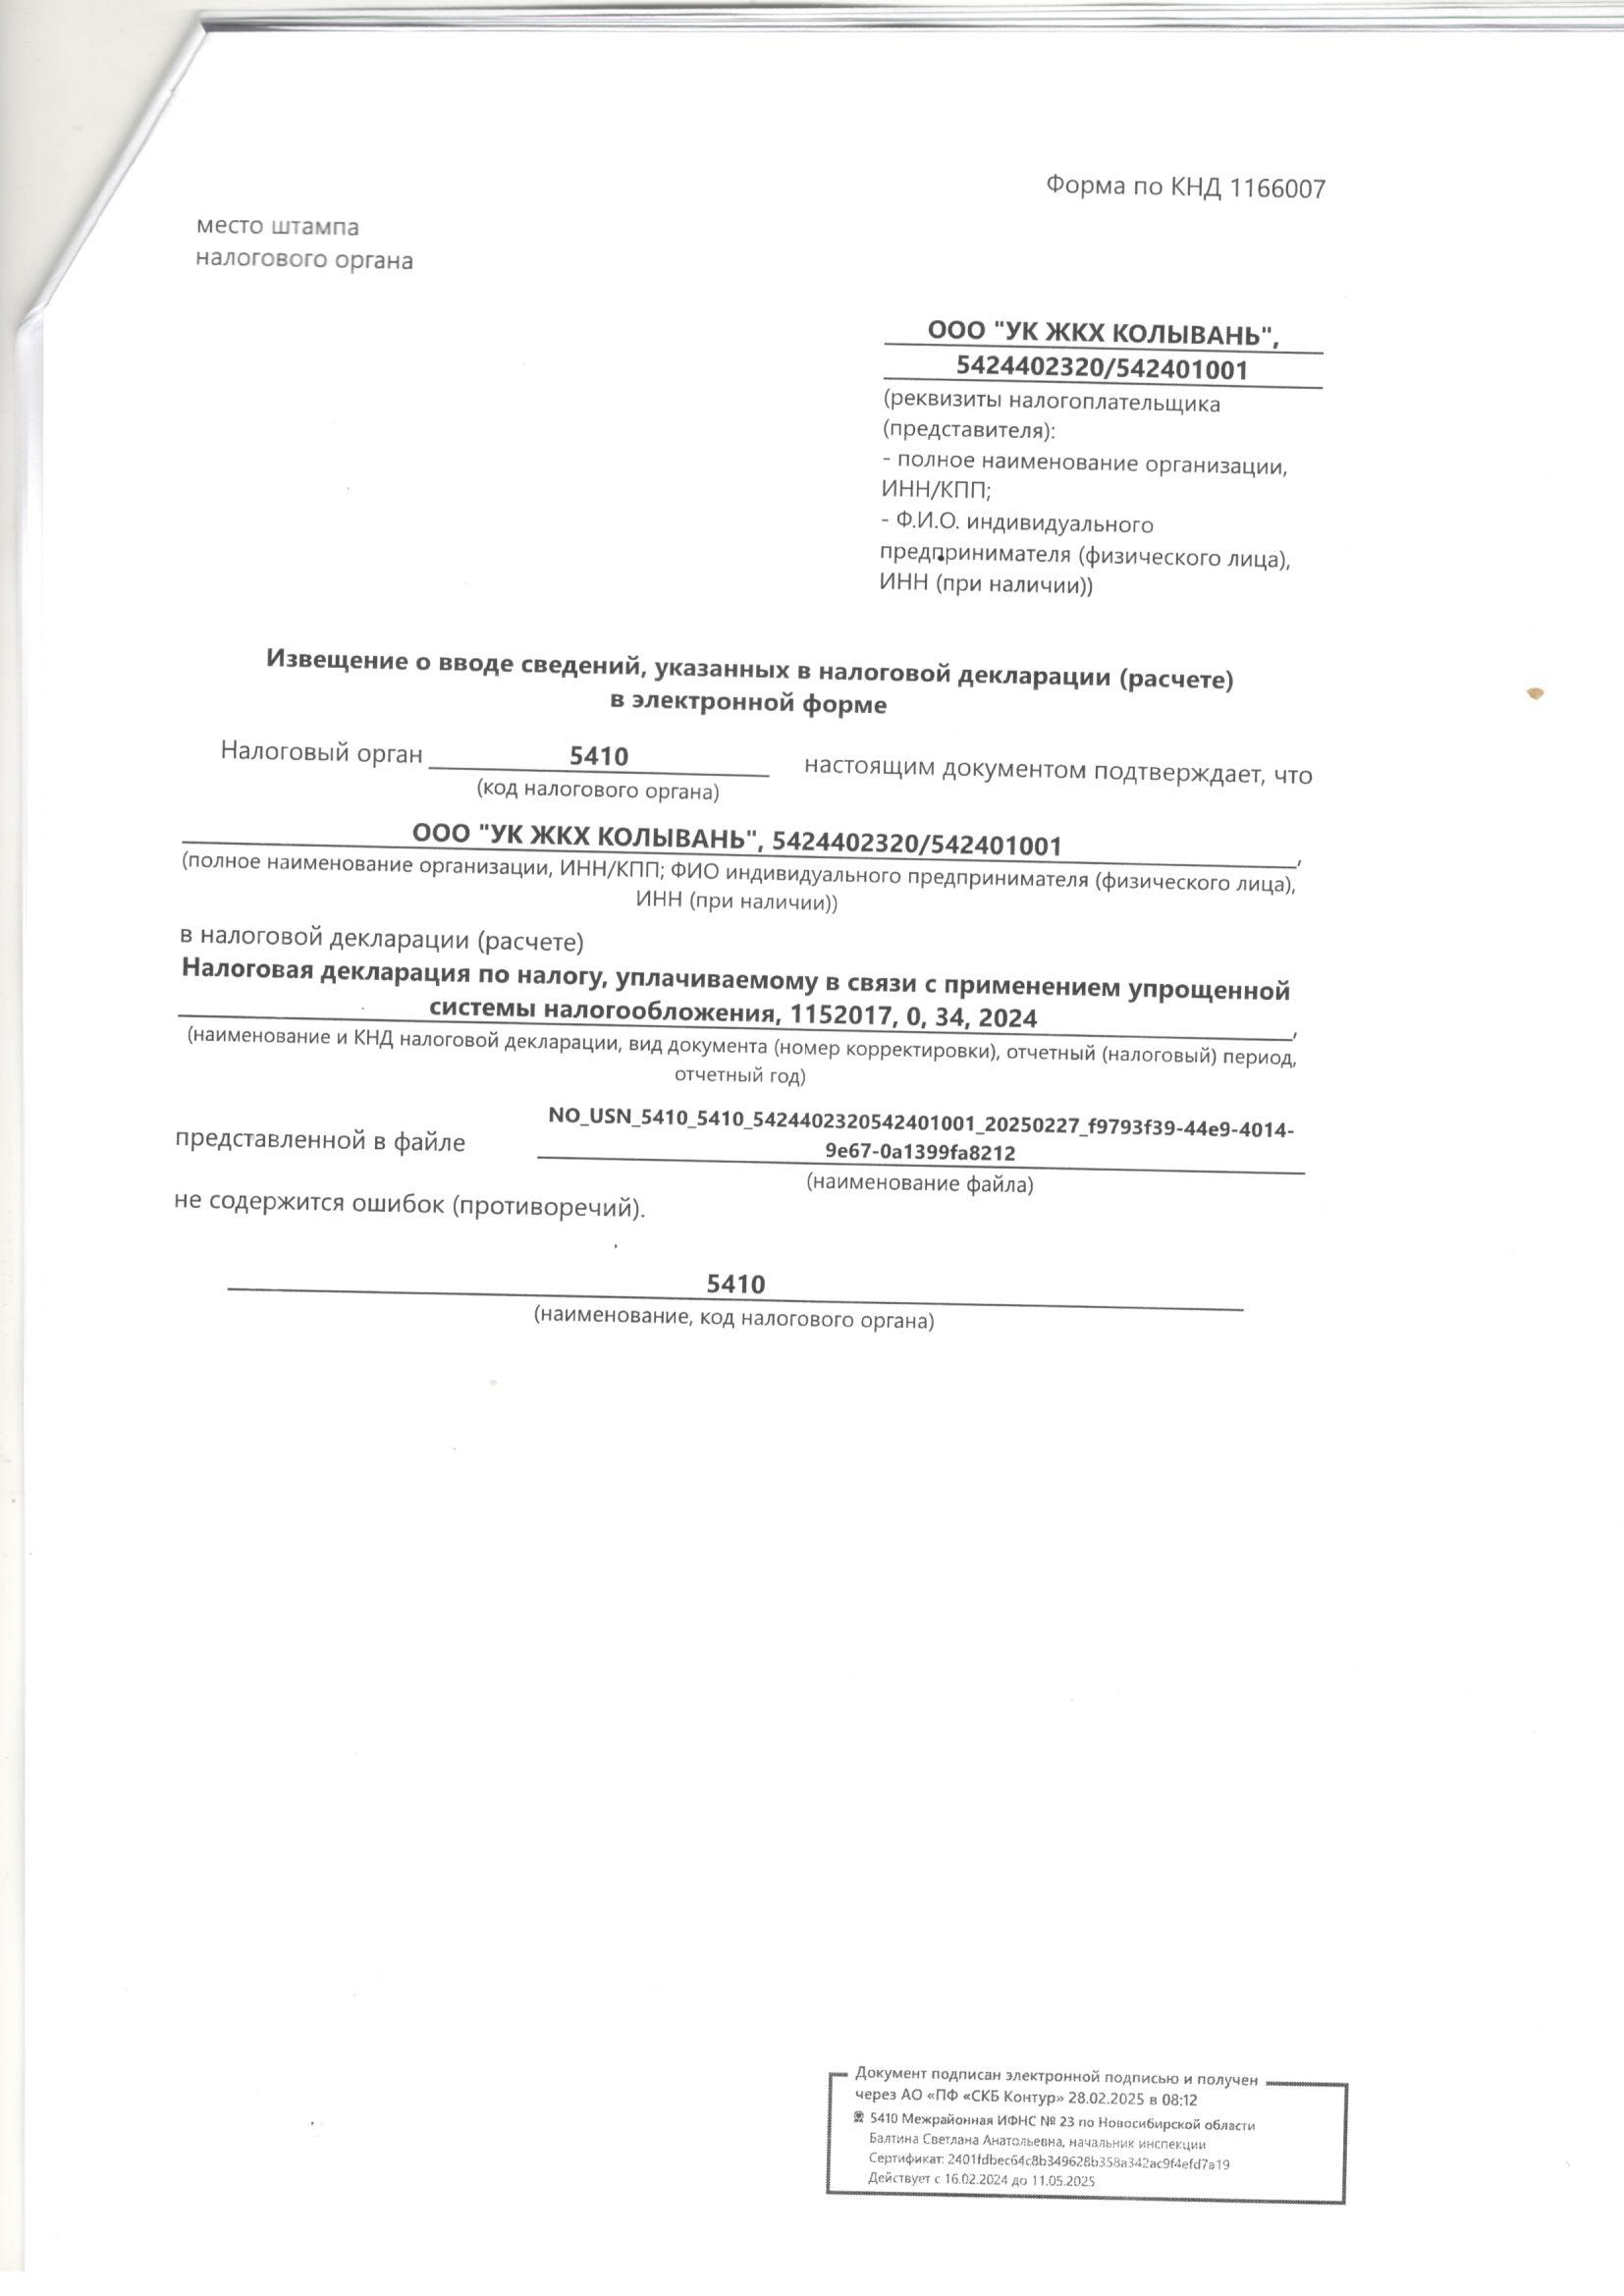 Форма по КНД 1166007
место штампа
налогового органа
ООО "УК ЖКХ КОЛЫВАНЬ",
5424402320/542401001
(реквизиты налогоплательщика
(представителя):
- полное наименование организации,
ИНН/КПП;
- Ф.И.О. индивидуального
предпринимателя (физического лица),
ИНН (при наличии))
Извещение о вводе сведений, указанных в налоговой декларации (расчете)
в электронной форме
Налоговый орган 5410 настоящим документом подтверждает, что
(код налогового органа)
ООО "УК ЖКХ КОЛЫВАНЬ", 5424402320/542401001,
(полное наименование организации, ИНН/КПП; ФИО индивидуального предпринимателя (физического лица),
ИНН (при наличии))
в налоговой декларации (расчете)
Налоговая декларация по налогу, уплачиваемому в связи с применением упрощенной
системы налогообложения, 1152017, 0, 34, 2024,
(наименование и КНД налоговой декларации, вид документа (номер корректировки), отчетный (налоговый) период,
отчетный год)
NO_USN_5410_5410_5424402320542401001_20250227_f9793f39-44e9-4014-
представленной в файле 9e67-0a1399fa8212
(наименование файла)
не содержится ошибок (противоречий).
5410
(наименование, код налогового органа)
Документ подписан электронной подписью и получен
через АО «ПФ «СКБ Контур» 28.02.2025 в 08:12
5410 Межрайонная ИФНС № 23 по Новосибирской области
Балтина Светлана Анатольевна, начальник инспекции
Сертификат: 2401fdbec64c8b349628b358a342ac9f4efd7a19
Действует с 16.02.2024 до 11.05.2025